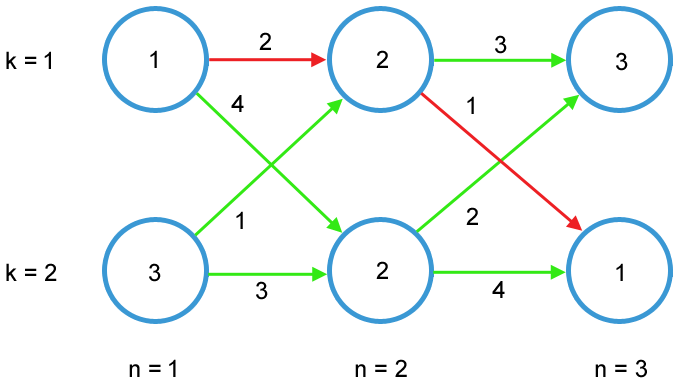 k = 1 1 2 2 3 3
4 1
1 2
k = 2 3 3 2 4 1
n = 1 n = 2 n = 3